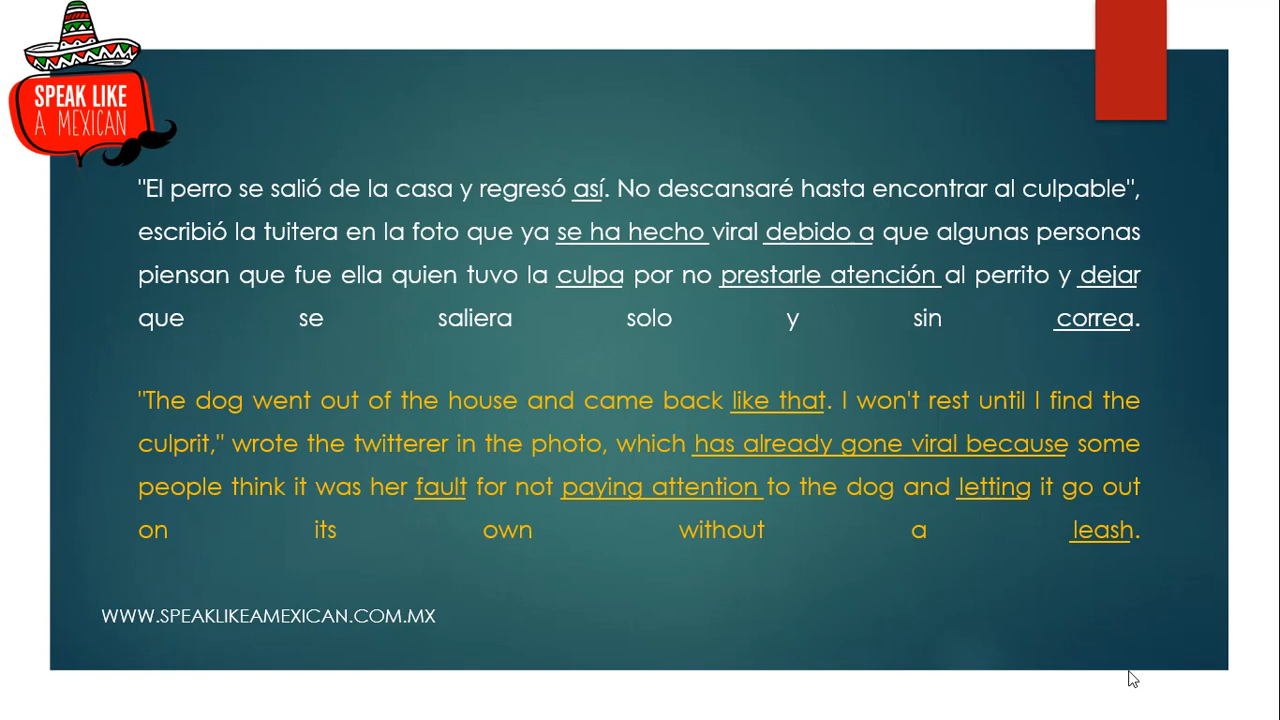 SPEAK LIKE
A MEXICAN
"El perro se salió de la casa y regresó así. No descansaré hasta encontrar al culpable",
escribió la tuitera en la foto que ya se ha hecho viral debido a que algunas personas
piensan que fue ella quien tuvo la culpa por no prestarle atención al perrito y dejar
que se saliera solo y sin correa.
"The dog went out of the house and came back like that. I won't rest until I find the
culprit," wrote the twitterer in the photo, which has already gone viral because some
people think it was her fault for not paying attention to the dog and letting it go out
on its own without a leash.
WWW.SPEAKLIKEAMEXICAN.COM.MX